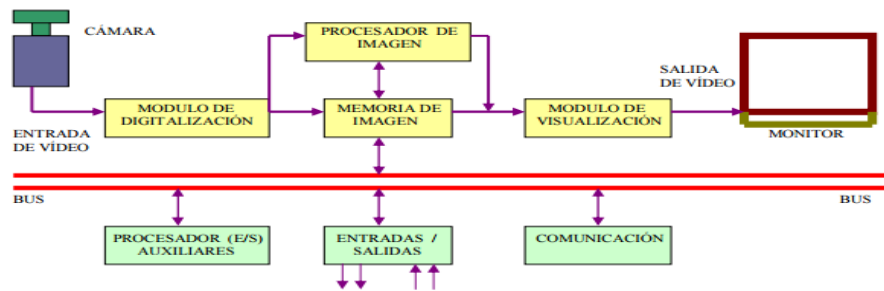 CÁMARA
PROCESADOR DE
IMAGEN
SALIDA
DE VÍDEO
MODULO DE
DIGITALIZACIÓN
MEMORIA DE
IMAGEN
MODULO DE
VISUALIZACIÓN
ENTRADA
DE VÍDEO
MONITOR
BUS
BUS
PROCESADOR (E/S)
AUXILIARES
ENTRADAS /
SALIDAS
COMUNICACIÓN